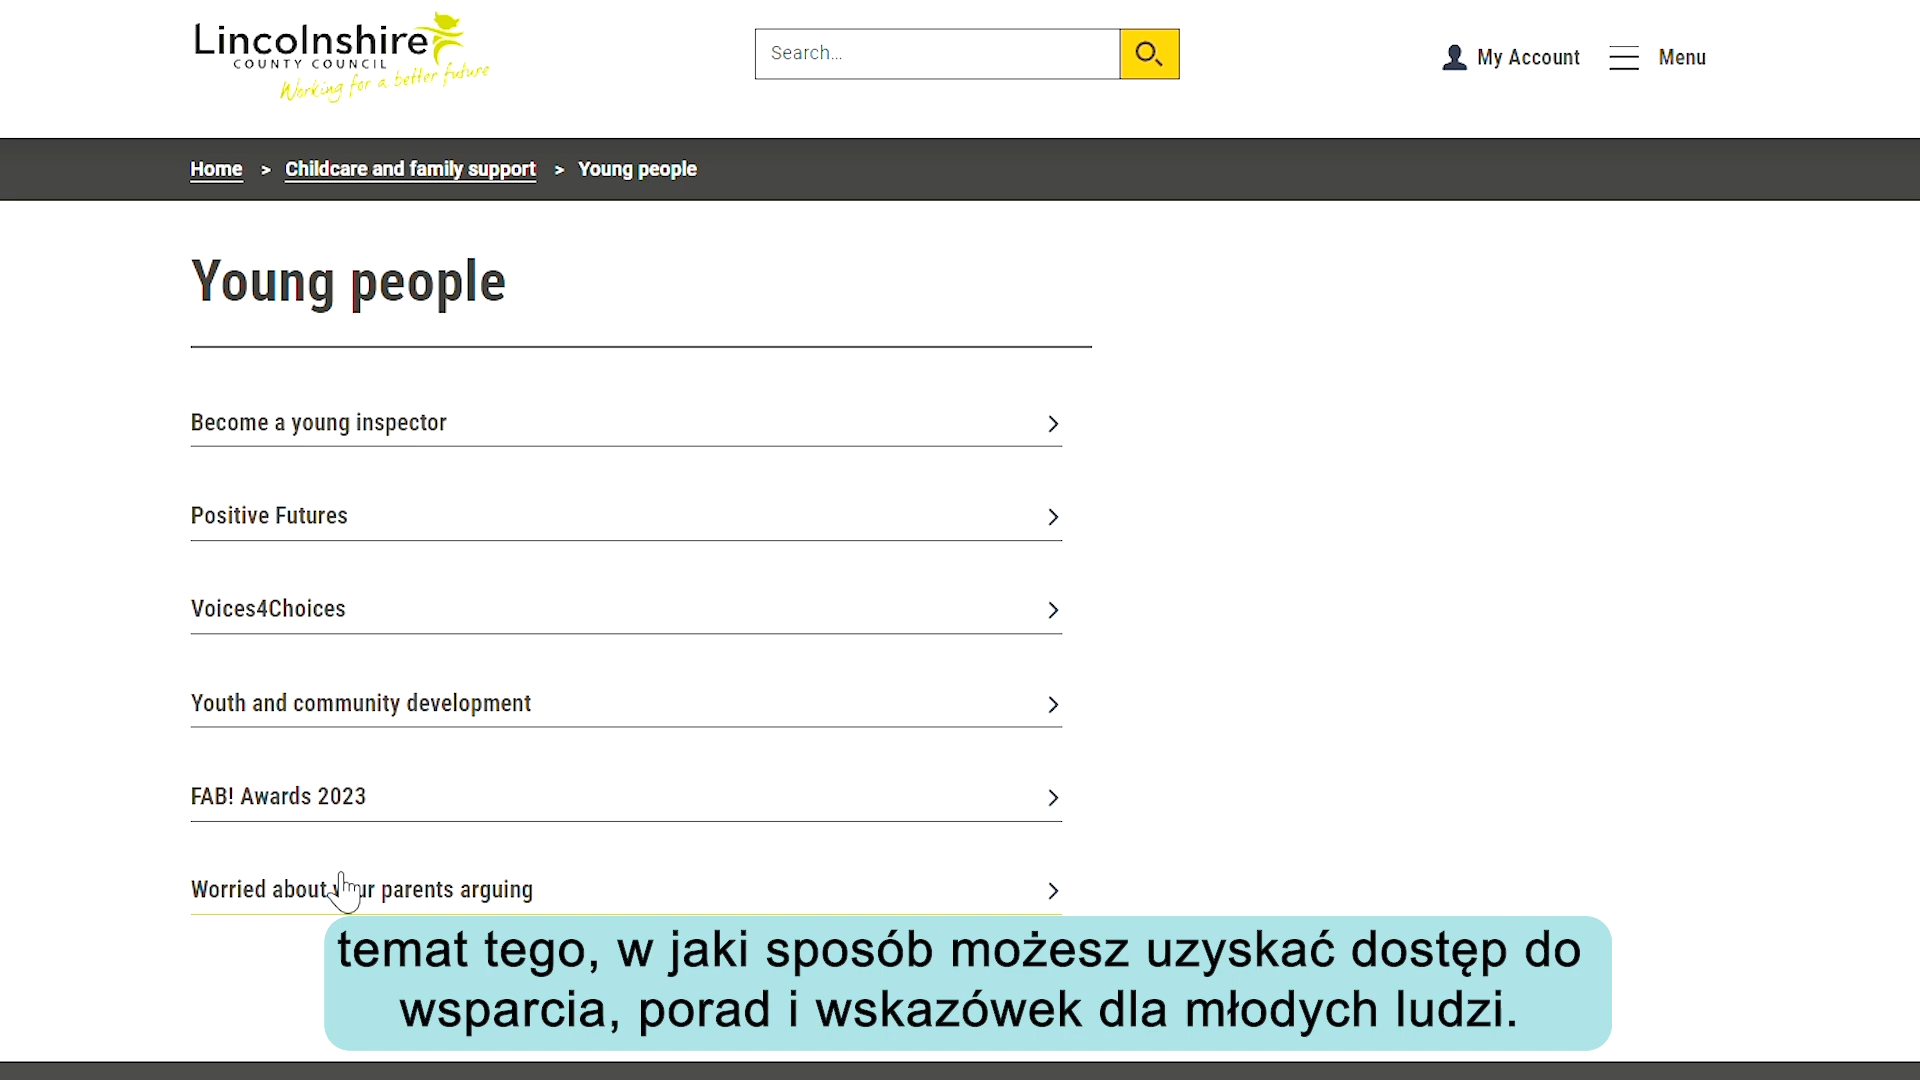 Lincolnshire
COUNTY COUNCIL
Working for a better future
Search...
My Account
Menu
Home > Childcare and family support > Young people
Young people
Become a young inspector
Positive Futures
Voices4Choices
Youth and community development
FAB! Awards 2023
Worried about your parents arguing
temat tego, w jaki sposób możesz uzyskać dostęp do
wsparcia, porad i wskazówek dla młodych ludzi.